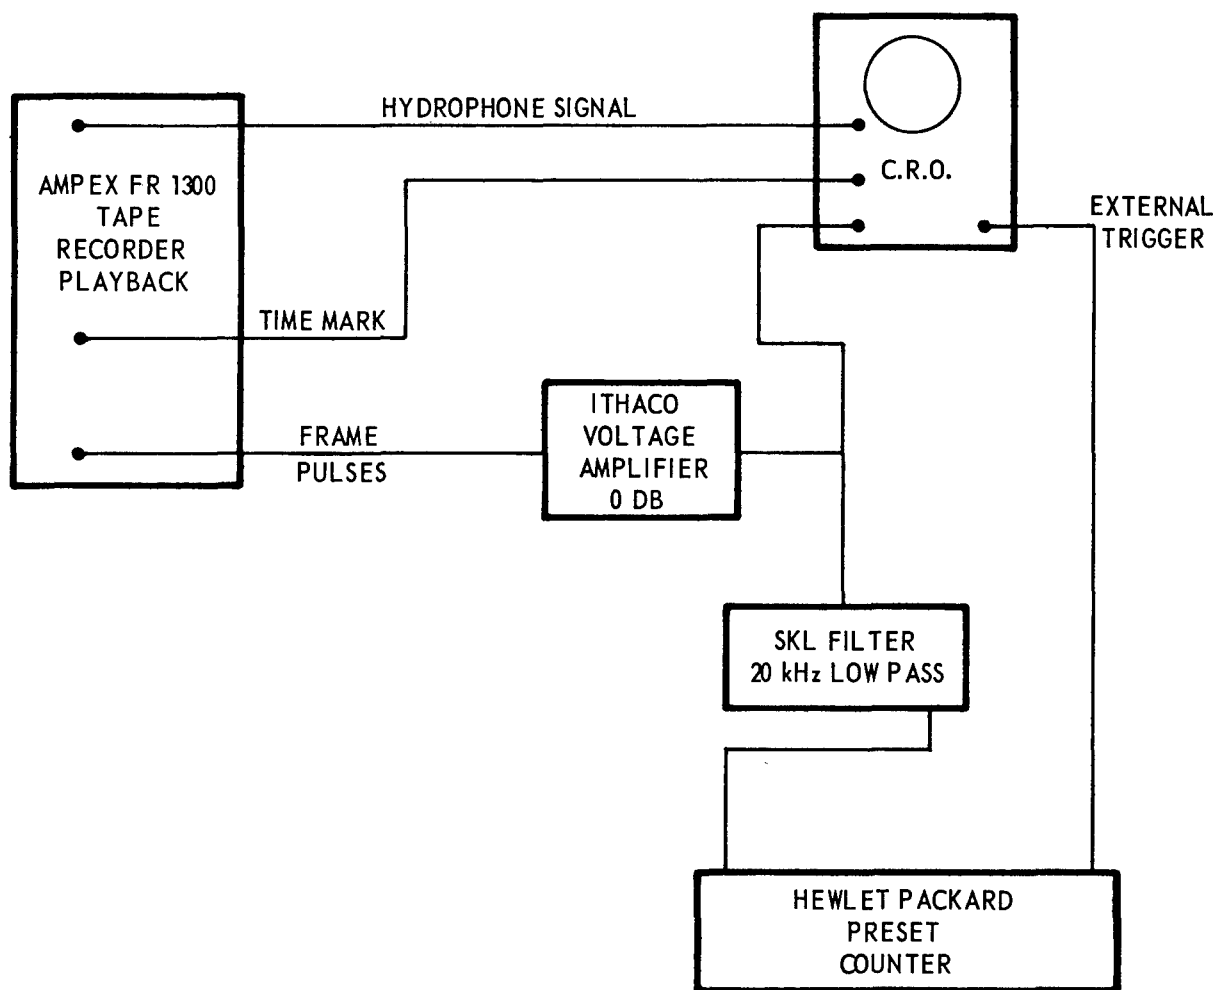 HYDROPHONE SIGNAL
AMPEX FR 1300
TAPE
RECORDER
PLAYBACK
C.R.O.
EXTERNAL
TRIGGER
TIME MARK
FRAME
PULSES
ITHACO
VOLTAGE
AMPLIFIER
0 DB
SKL FILTER
20 kHz LOW PASS
HEWLET PACKARD
PRESET
COUNTER